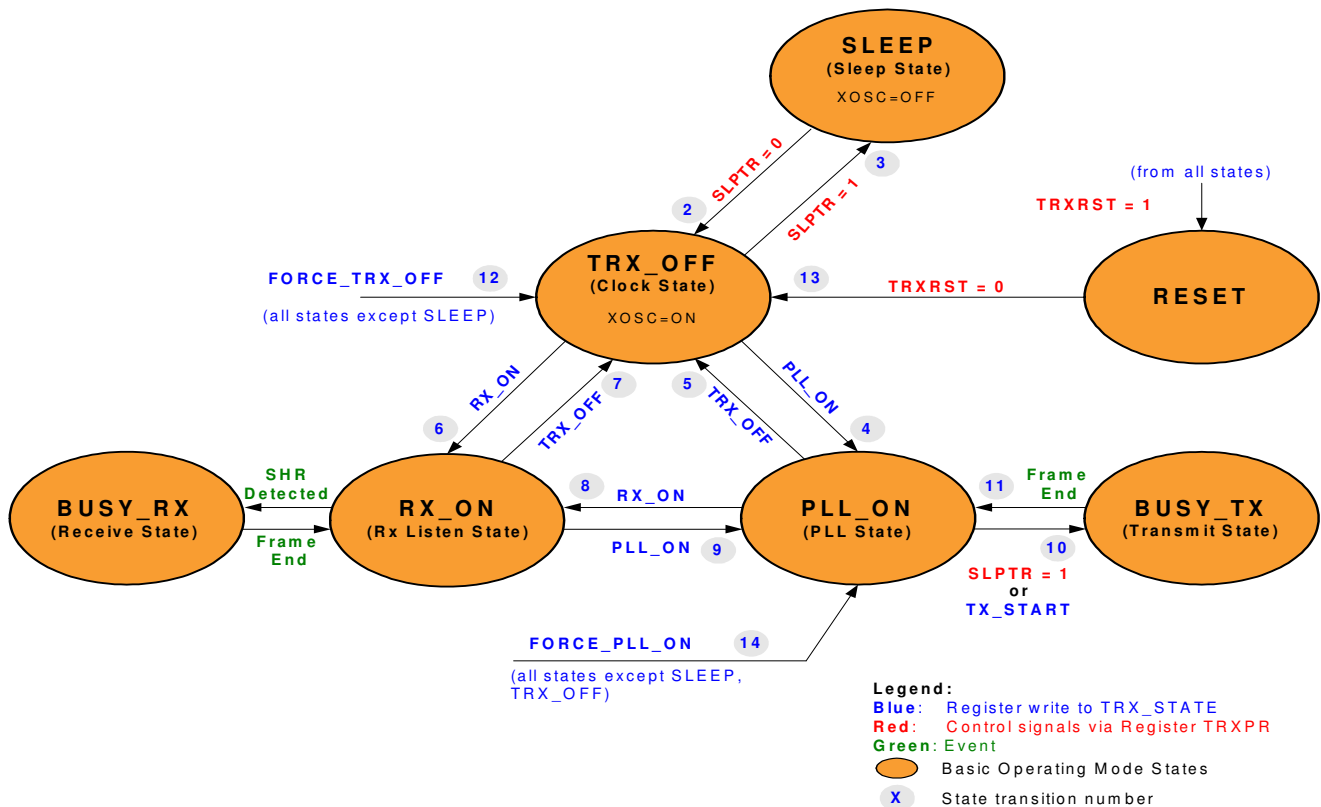 SLEEP
(Sleep State)
XOSC=OFF
SLPTR = 0
SLPTR = 1
3
2
(from all states)
TRXRST = 1
FORCE_TRX_OFF
12
(all states except SLEEP)
TRX_OFF
(Clock State)
XOSC=ON
13
TRXRST = 0
RESET
RX_ON
7
TRX_OFF
6
5
TRX_OFF
PLL_ON
4
BUSY_RX
(Receive State)
SHR
Detected
Frame
End
RX_ON
(Rx Listen State)
8
RX_ON
PLL_ON
9
PLL_ON
(PLL State)
11
Frame
End
10
SLPTR = 1
or
TX_START
BUSY_TX
(Transmit State)
FORCE_PLL_ON
14
(all states except SLEEP,
TRX_OFF)
Legend:
Blue: Register write to TRX_STATE
Red: Control signals via Register TRXPR
Green: Event
Basic Operating Mode States
X State transition number